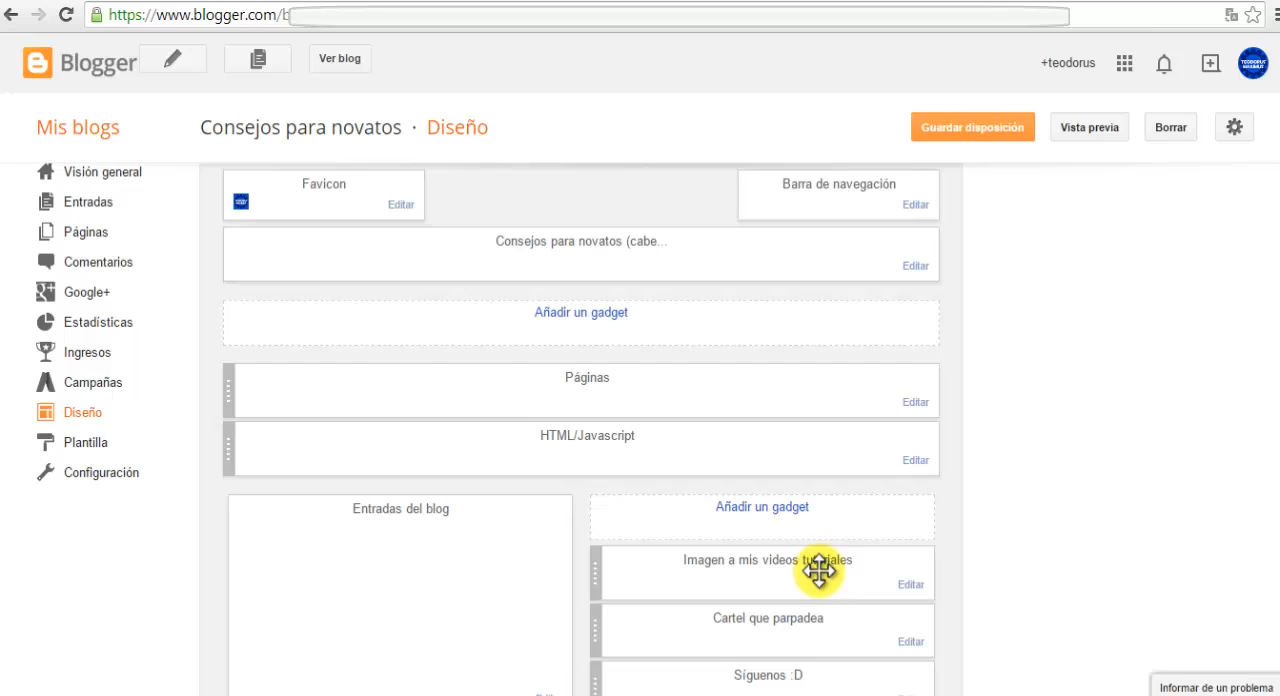 https://www.blogger.com/b
Blogger
Ver blog
+teodorus
Mis blogs
Consejos para novatos · Diseño
Guardar disposición
Vista previa
Borrar
Visión general
Entradas
Páginas
Comentarios
Google+
Estadísticas
Ingresos
Campañas
Diseño
Plantilla
Configuración
Favicon
Editar
Barra de navegación
Editar
Consejos para novatos (cabe...
Editar
Añadir un gadget
Páginas
Editar
HTML/Javascript
Editar
Entradas del blog
Añadir un gadget
Imagen a mis videos tutoriales
Editar
Cartel que parpadea
Editar
Síguenos :D
Informar de un problema